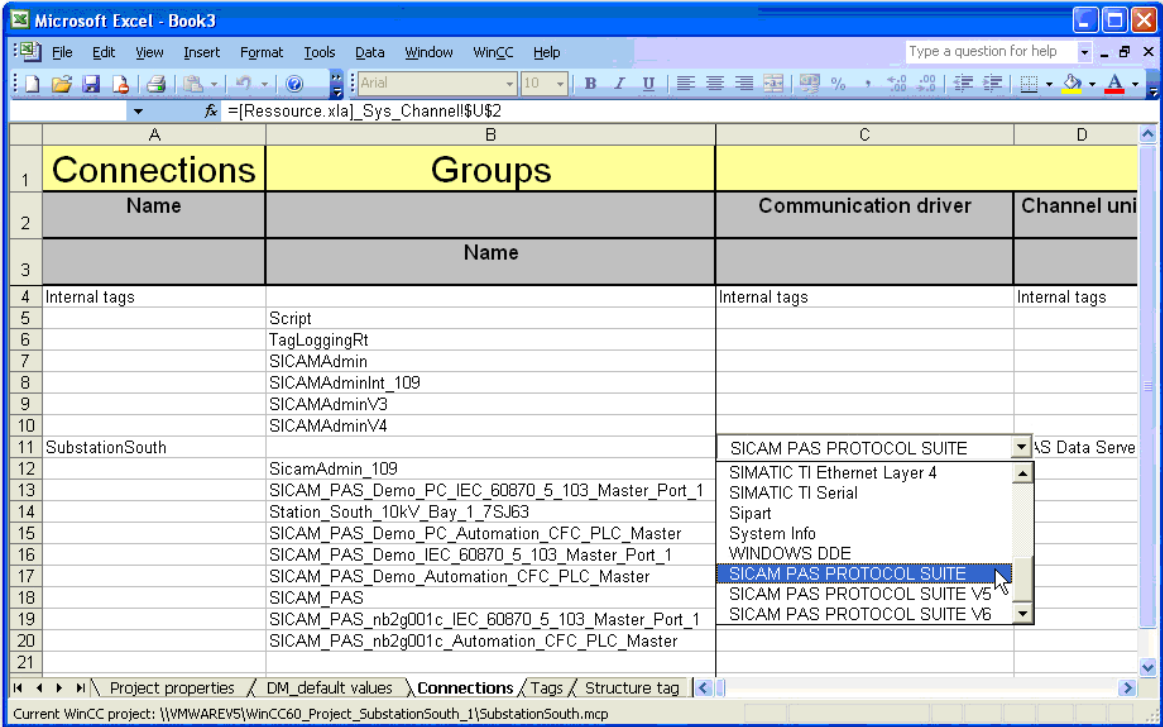 Microsoft Excel - Book3
File Edit View Insert Format Tools Data Window WinCC Help Type a question for help
Arial 10 B I U % ,
fx =[Ressource.xla]_Sys_Channel!$U$2
A B C D
1 Connections Groups
2 Name Communication driver Channel uni
3 Name
4 Internal tags Internal tags Internal tags
5 Script
6 TagLoggingRt
7 SICAMAdmin
8 SICAMAdminInt_109
9 SICAMAdminV3
10 SICAMAdminV4
11 SubstationSouth SICAM PAS PROTOCOL SUITE AS Data Serve
12 SicamAdmin_109 SIMATIC TI Ethernet Layer 4
13 SICAM_PAS_Demo_PC_IEC_60870_5_103_Master_Port_1 SIMATIC TI Serial
14 Station_South_10kV_Bay_1_7SJ63 Sipart
15 SICAM_PAS_Demo_PC_Automation_CFC_PLC_Master System Info
16 SICAM_PAS_Demo_IEC_60870_5_103_Master_Port_1 WINDOWS DDE
17 SICAM_PAS_Demo_Automation_CFC_PLC_Master SICAM PAS PROTOCOL SUITE
18 SICAM_PAS SICAM PAS PROTOCOL SUITE V5
19 SICAM_PAS_nb2g001c_IEC_60870_5_103_Master_Port_1 SICAM PAS PROTOCOL SUITE V6
20 SICAM_PAS_nb2g001c_Automation_CFC_PLC_Master
21
Project properties DM_default values Connections Tags Structure tag
Current WinCC project: \\VMWAREV5\WinCC60_Project_SubstationSouth_1\SubstationSouth.mcp